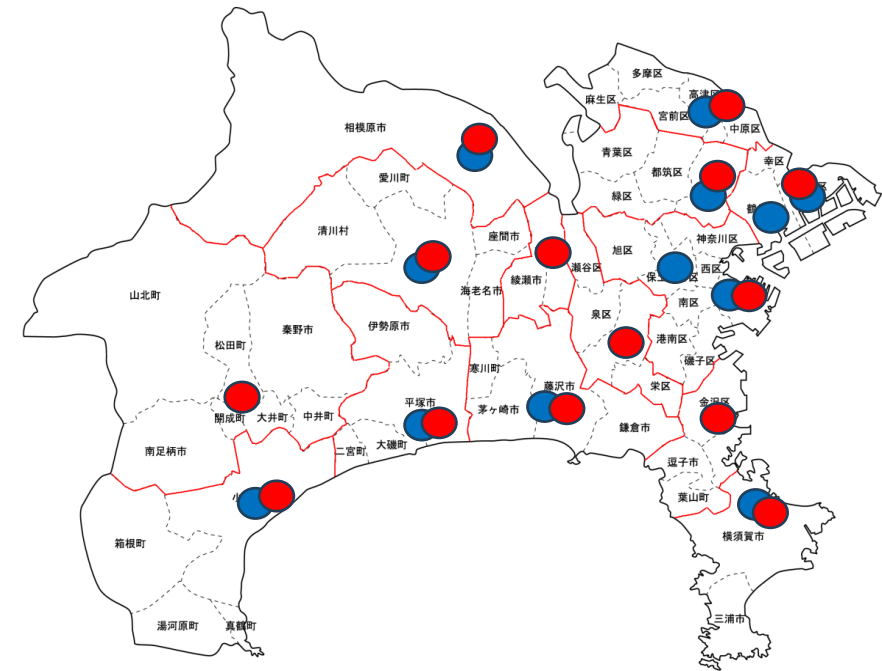 多摩区
高津区
麻生区
宮前区
中原区
相模原市
青葉区
幸区
都筑区
愛川町
緑区
鶴
区
清川村
座間市
旭区
神奈川区
瀬谷区
保土
区
西区
綾瀬市
海老名市
山北町
南区
泉区
伊勢原市
秦野市
港南区
松田町
磯子区
寒川町
藤沢市
栄区
平塚市
茅ヶ崎市
金沢区
開成町
大井町
中井町
鎌倉市
大磯町
二宮町
南足柄市
逗子市
葉山町
小
横須賀市
箱根町
湯河原町
真鶴町
三浦市